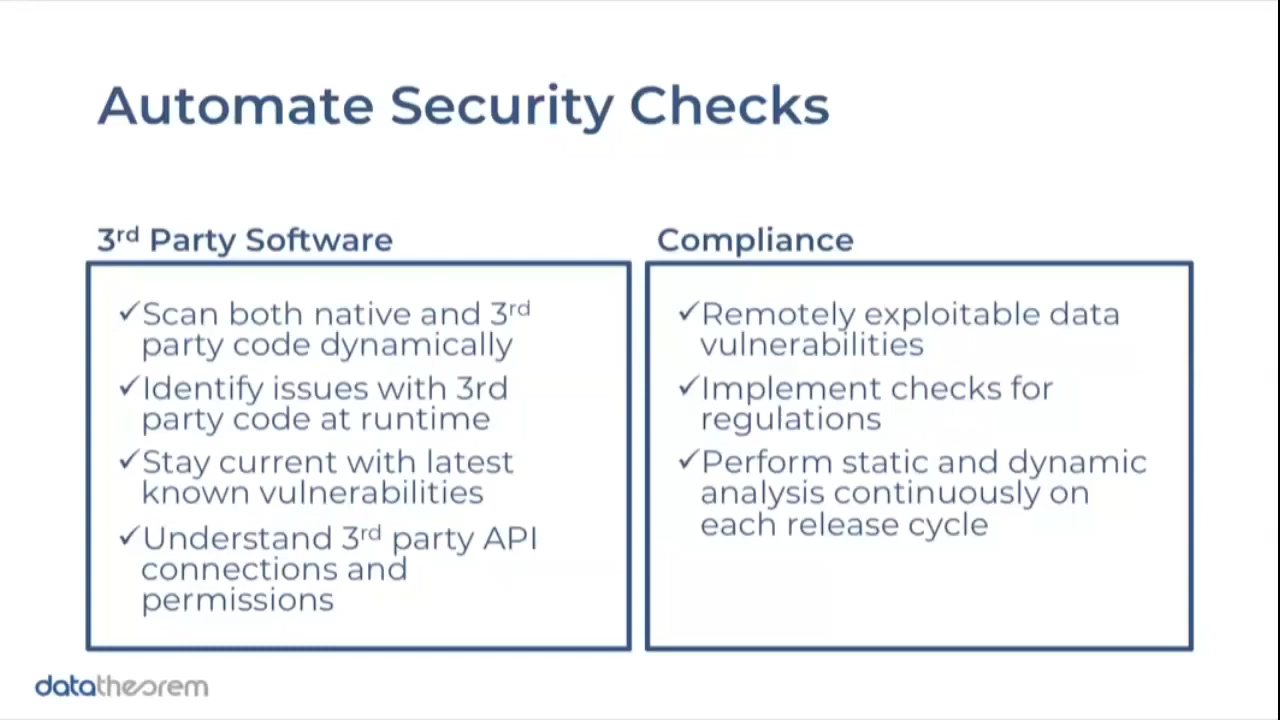 Automate Security Checks
3rd Party Software
✓Scan both native and 3rd
party code dynamically
✓Identify issues with 3rd
party code at runtime
✓Stay current with latest
known vulnerabilities
✓Understand 3rd party API
connections and
permissions
Compliance
✓Remotely exploitable data
vulnerabilities
✓Implement checks for
regulations
✓Perform static and dynamic
analysis continuously on
each release cycle
datatheorem